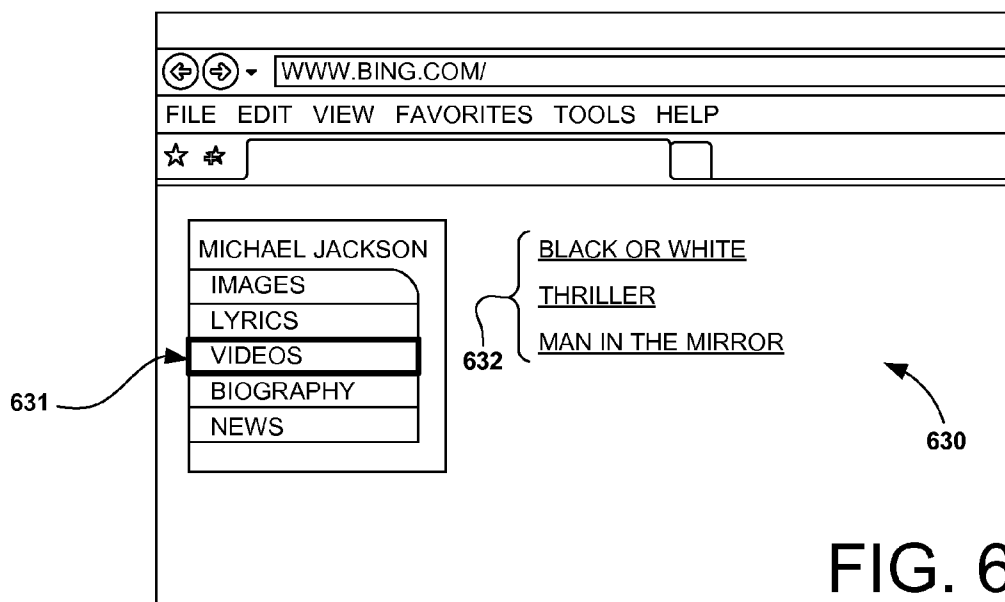 WWW.BING.COM/
FILE EDIT VIEW FAVORITES TOOLS HELP
MICHAEL JACKSON
IMAGES
LYRICS
VIDEOS
BIOGRAPHY
NEWS
BLACK OR WHITE
THRILLER
MAN IN THE MIRROR
631
632
630
FIG. 6